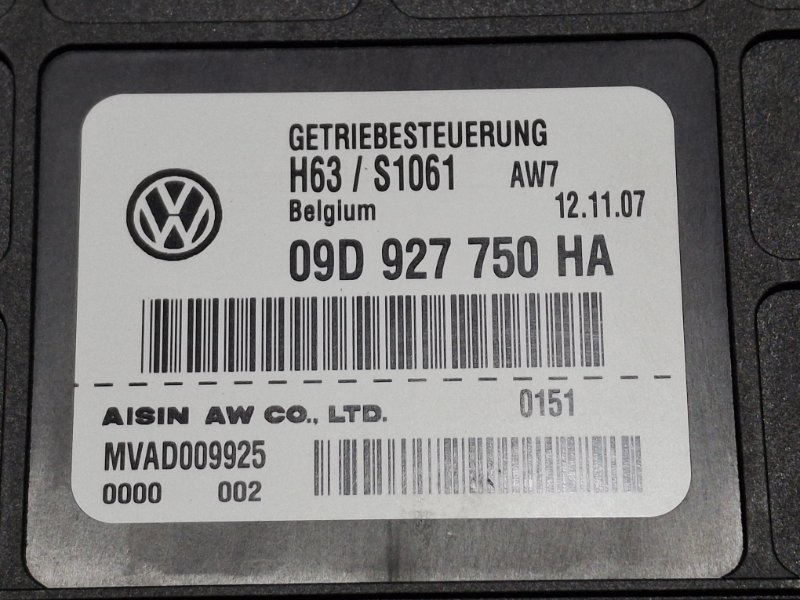 GETRIEBESTEUERUNG
H63 / S1061 AW7
Belgium 12.11.07
09D 927 750 HA
0151
AISIN AW CO., LTD.
MVAD009925
0000 002